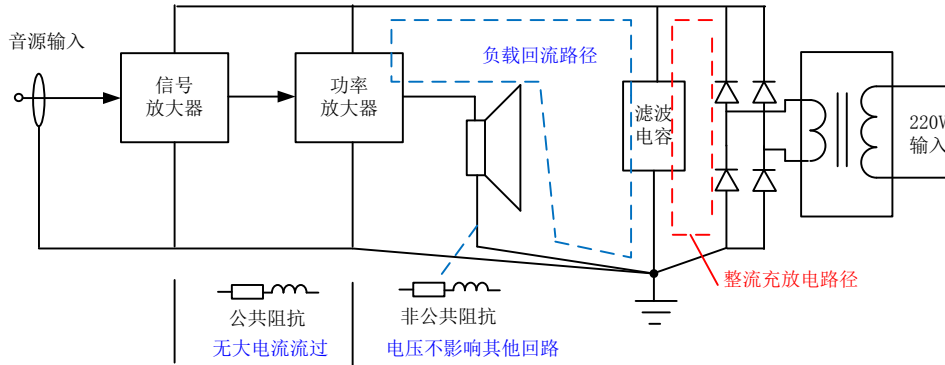 音源输入
信号
放大器
功率
放大器
负载回流路径
滤波
电容
220W
输入
整流充放电路径
公共阻抗
无大电流流过
非公共阻抗
电压不影响其他回路